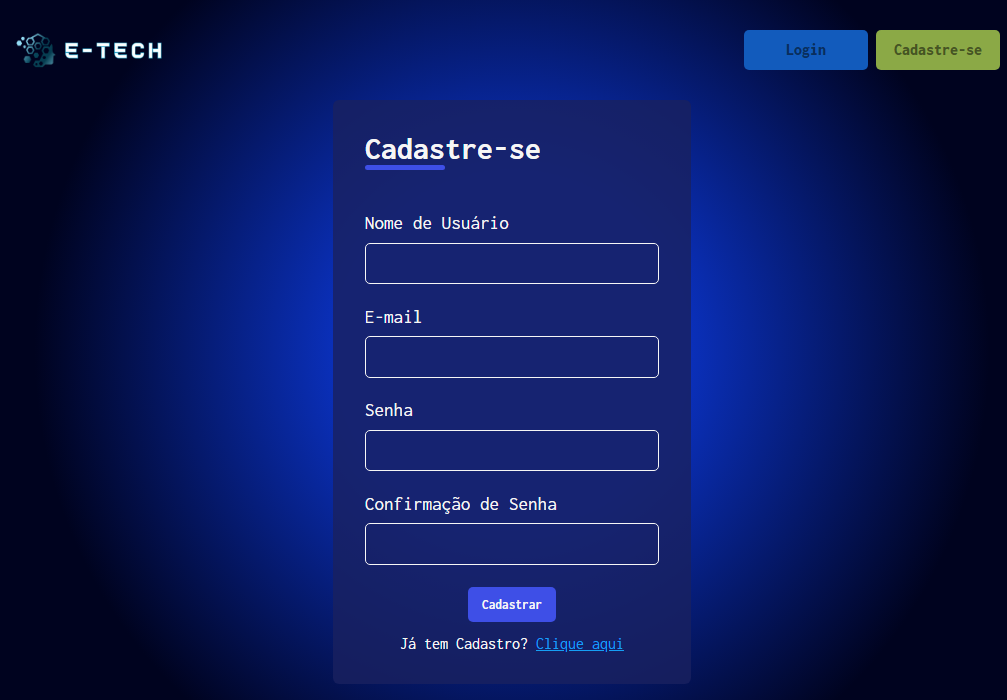 E-TECH
Login
Cadastre-se
Cadastre-se
Nome de Usuário
E-mail
Senha
Confirmação de Senha
Cadastrar
Já tem Cadastro? Clique aqui